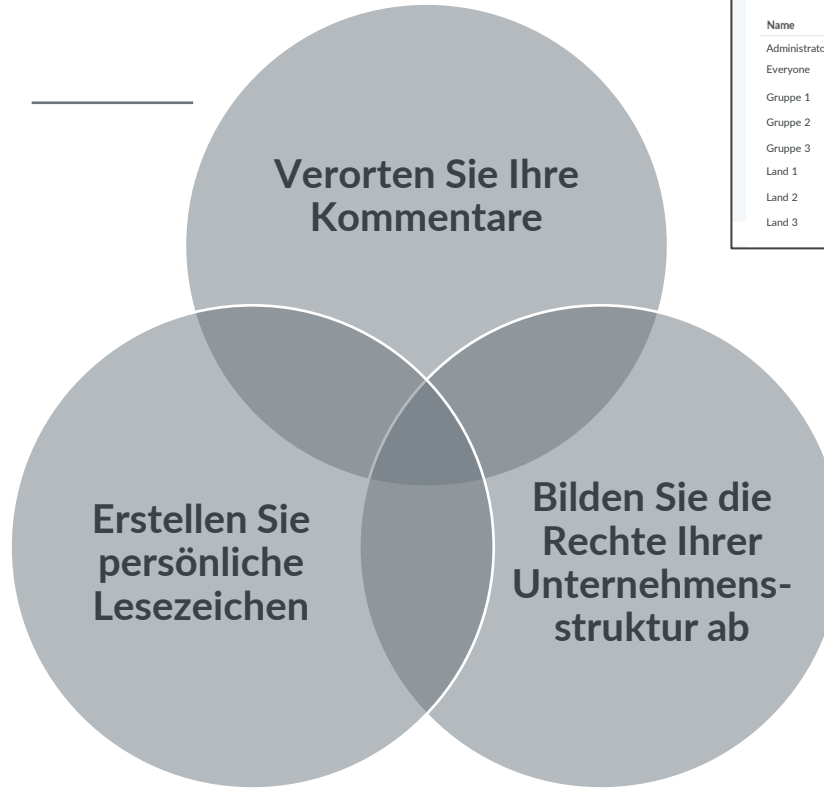 Name
Everyone
Gruppe 1
Gruppe 2
Gruppe 3
Land 1
Land 2
Land 3
Verorten Sie Ihre
Kommentare
Erstellen Sie
persönliche
Lesezeichen
Bilden Sie die
Rechte Ihrer
Unternehmens-
struktur ab